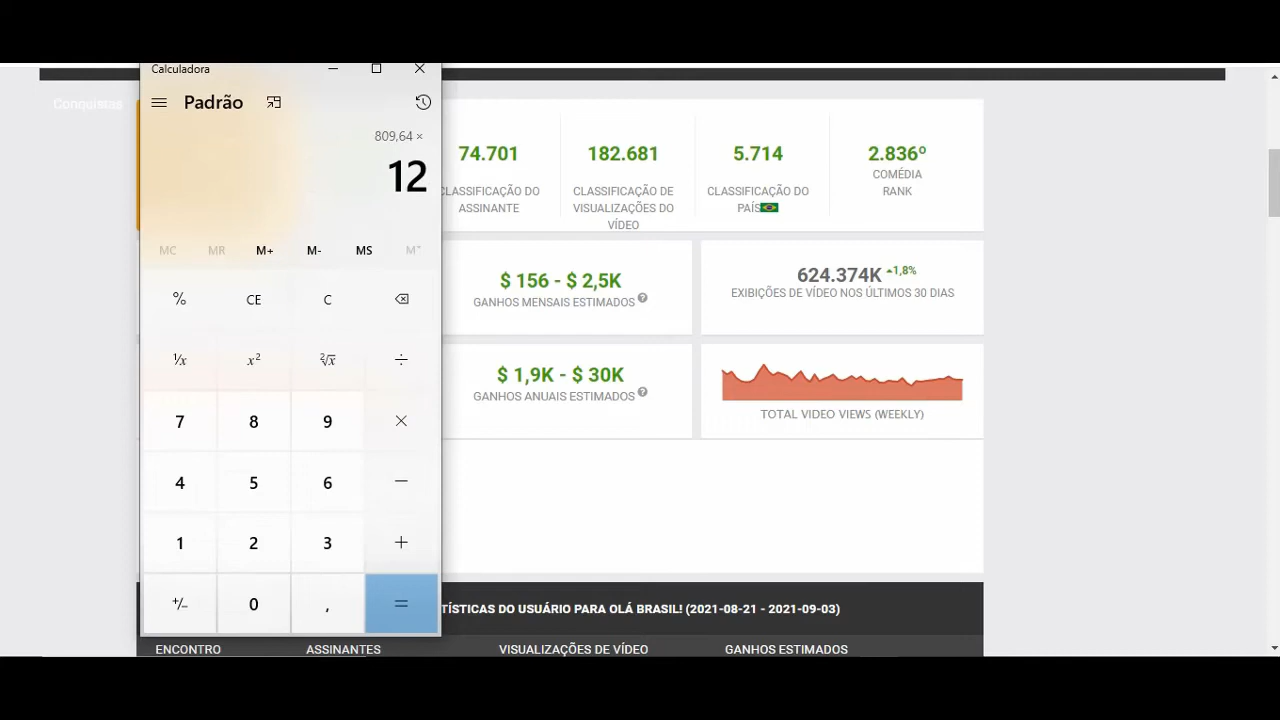 Calculadora
Conquistas
Padrão
809,64 ×
12
MC MR M+ M- MS M˅
% CE C
¹/x x² ²√x ÷
7 8 9 ×
4 5 6 −
1 2 3 +
+/− 0 , =
74.701
CLASSIFICAÇÃO DO
ASSINANTE
182.681
CLASSIFICAÇÃO DE
VISUALIZAÇÕES DO
VÍDEO
5.714
CLASSIFICAÇÃO DO
PAÍS
2.836º
COMÉDIA
RANK
$ 156 - $ 2,5K
GANHOS MENSAIS ESTIMADOS ?
624.374K 1,8%
EXIBIÇÕES DE VÍDEO NOS ÚLTIMOS 30 DIAS
$ 1,9K - $ 30K
GANHOS ANUAIS ESTIMADOS ?
TOTAL VIDEO VIEWS (WEEKLY)
TÍSTICAS DO USUÁRIO PARA OLÁ BRASIL! (2021-08-21 - 2021-09-03)
ENCONTRO ASSINANTES VISUALIZAÇÕES DE VÍDEO GANHOS ESTIMADOS